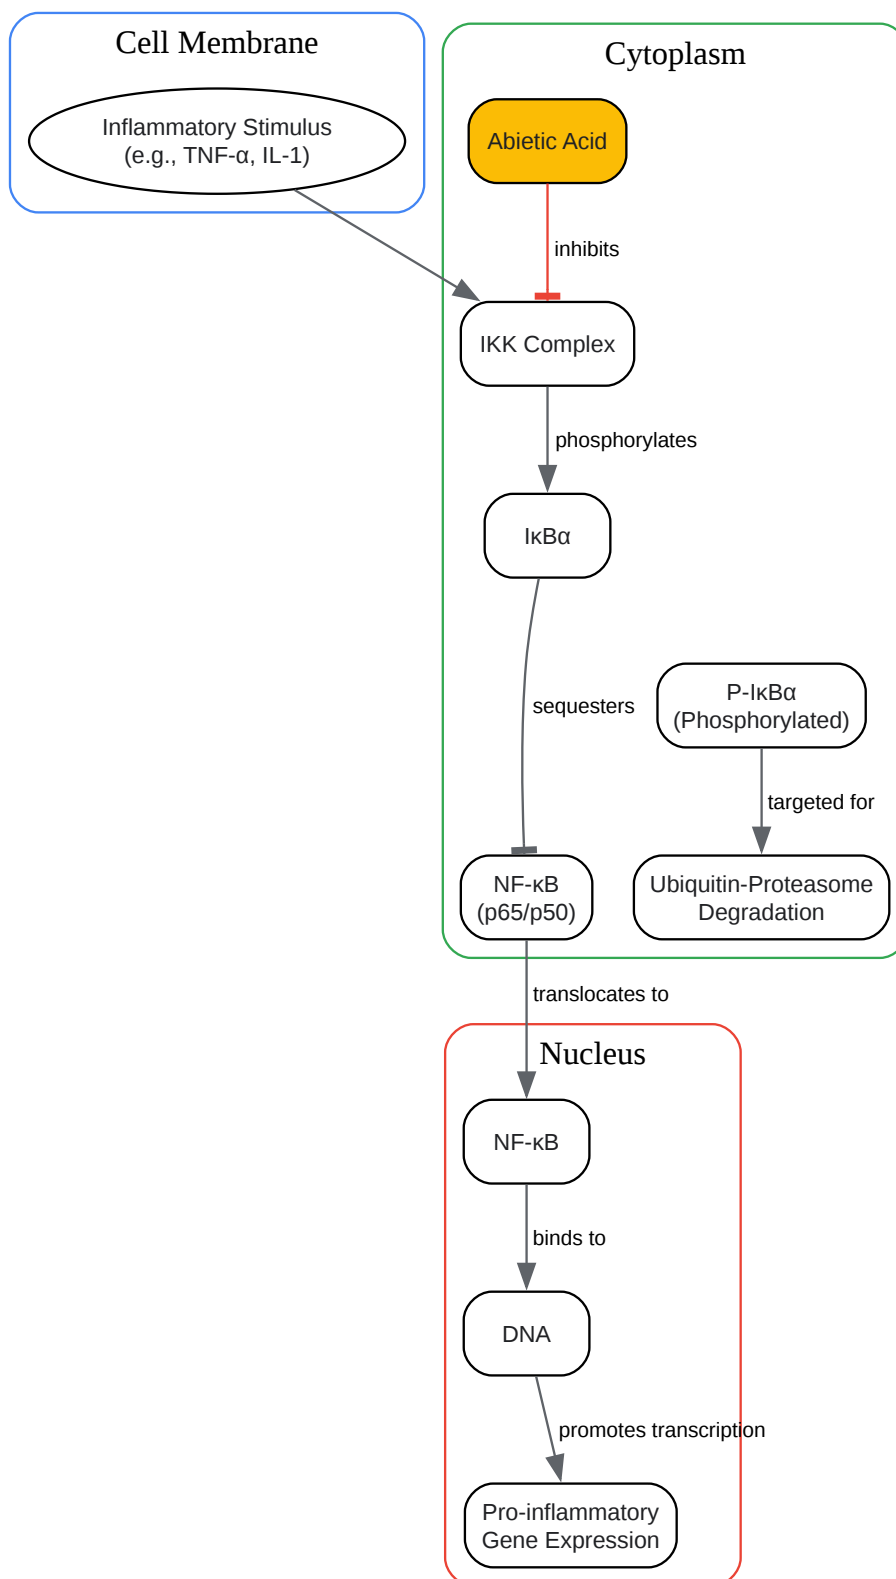 Cell Membrane
Inflammatory Stimulus
(e.g., TNF-α, IL-1)
Cytoplasm
Abietic Acid
inhibits
IKK Complex
phosphorylates
IκBα
sequesters
P-IκBα
(Phosphorylated)
targeted for
NF-κB
(p65/p50)
Ubiquitin-Proteasome
Degradation
translocates to
Nucleus
NF-κB
binds to
DNA
promotes transcription
Pro-inflammatory
Gene Expression